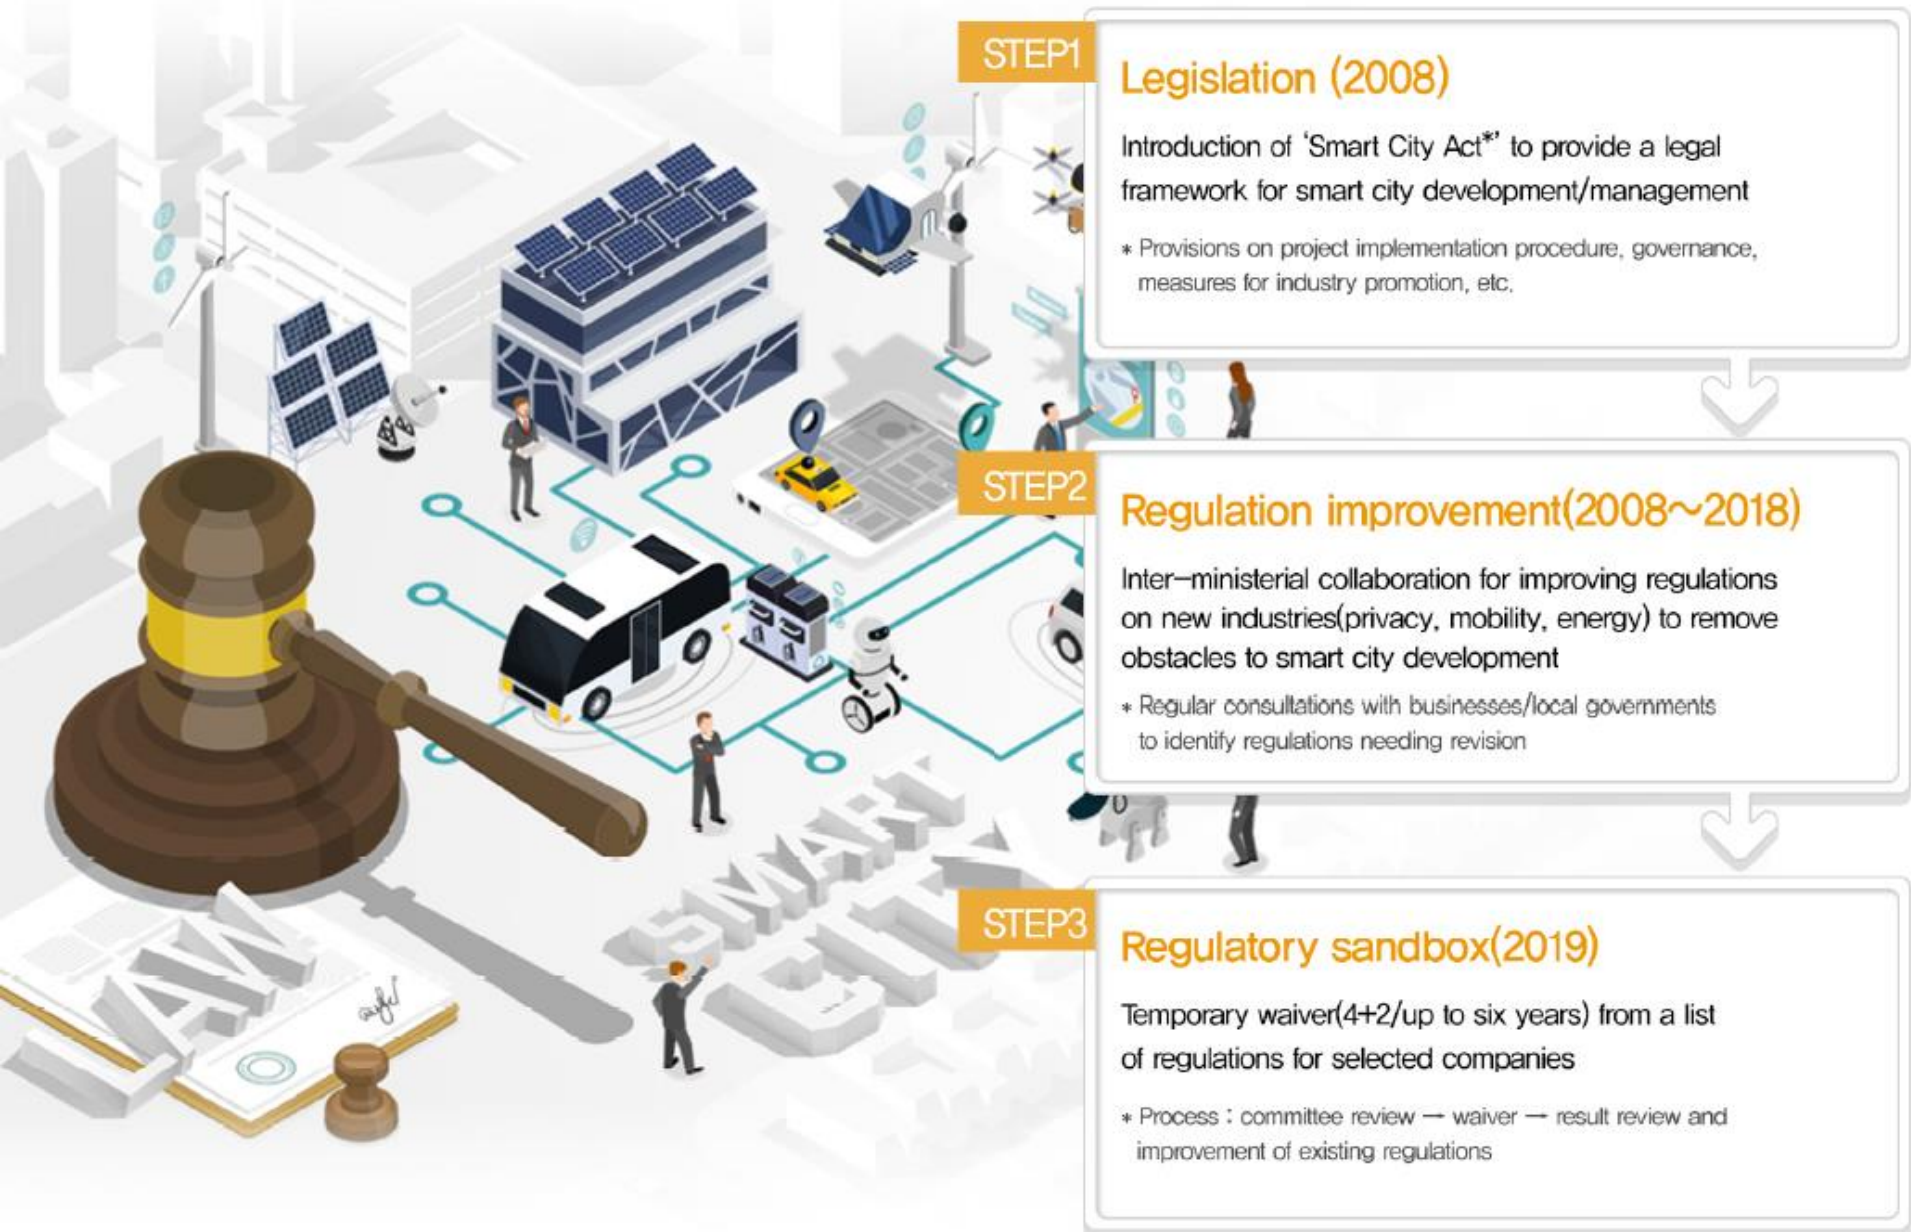 STEP1
Legislation (2008)
Introduction of ‘Smart City Act*’ to provide a legal
framework for smart city development/management
* Provisions on project implementation procedure, governance,
measures for industry promotion, etc.
STEP2
Regulation improvement(2008~2018)
Inter-ministerial collaboration for improving regulations
on new industries(privacy, mobility, energy) to remove
obstacles to smart city development
* Regular consultations with businesses/local governments
to identify regulations needing revision
STEP3
Regulatory sandbox(2019)
Temporary waiver(4+2/up to six years) from a list
of regulations for selected companies
* Process : committee review → waiver → result review and
improvement of existing regulations
SMART
CITY
LAW